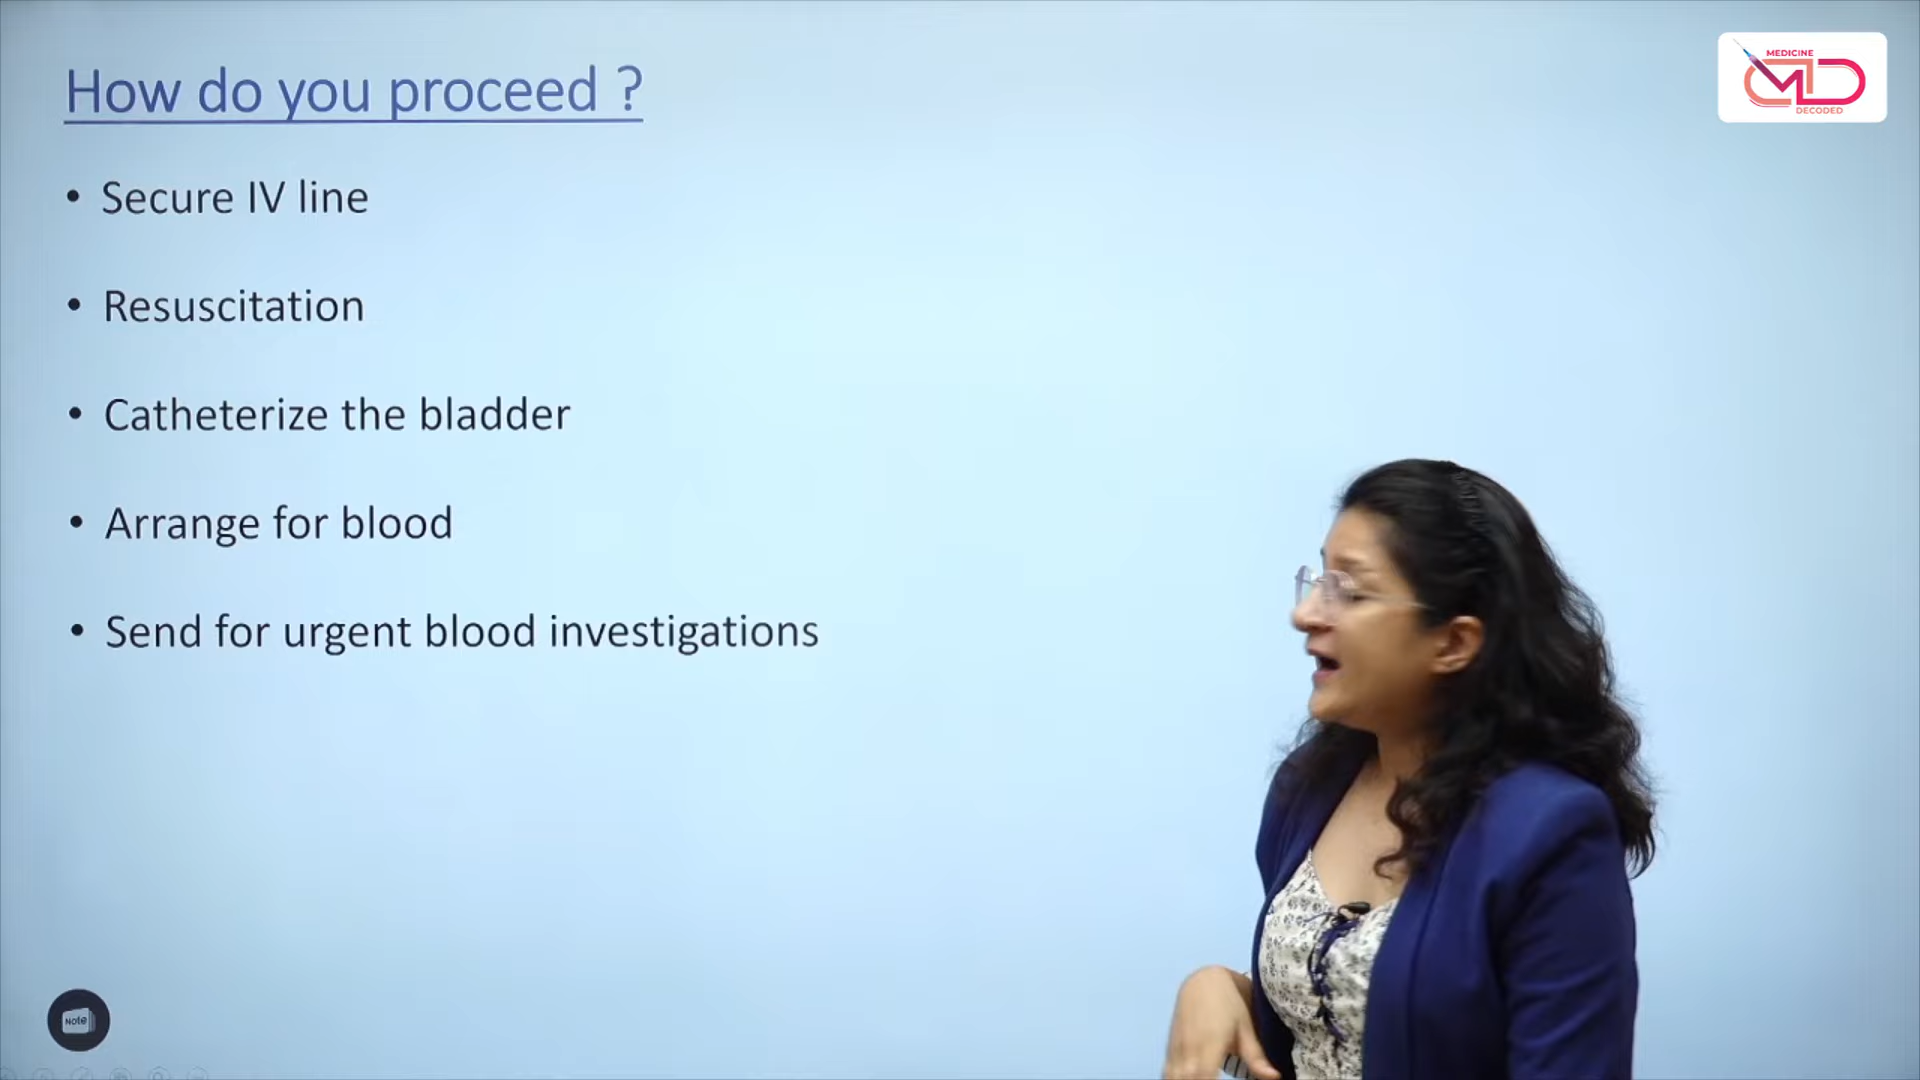 How do you proceed ?
MEDICINE
DECODED
• Secure IV line
• Resuscitation
• Catheterize the bladder
• Arrange for blood
• Send for urgent blood investigations
Note